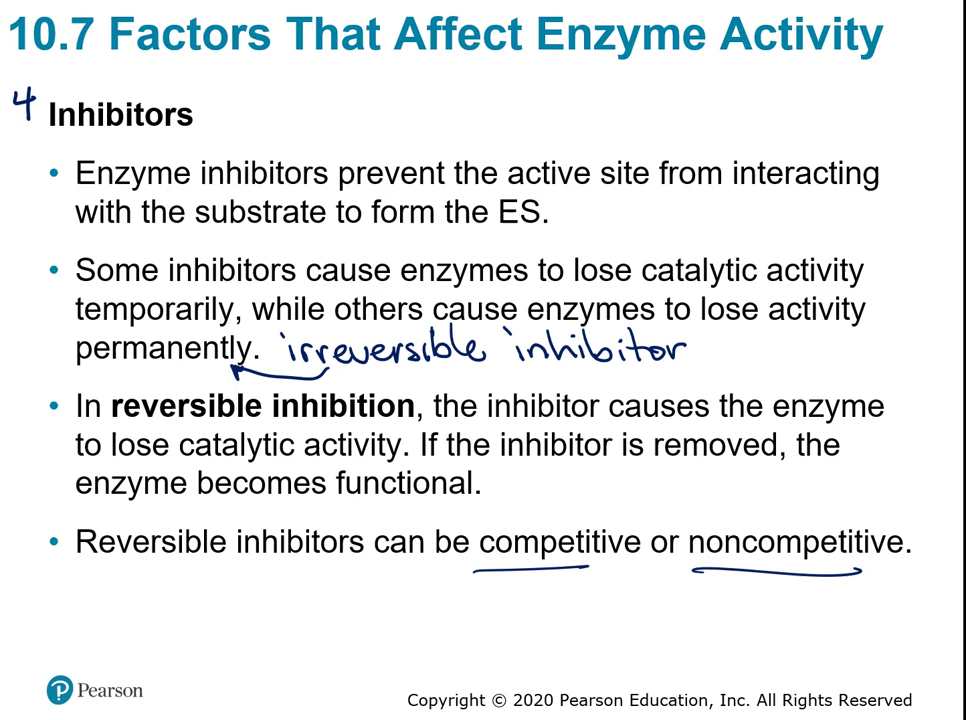 10.7 Factors That Affect Enzyme Activity
4 Inhibitors
• Enzyme inhibitors prevent the active site from interacting
with the substrate to form the ES.
• Some inhibitors cause enzymes to lose catalytic activity
temporarily, while others cause enzymes to lose activity
permanently. irreversible inhibitor
• In reversible inhibition, the inhibitor causes the enzyme
to lose catalytic activity. If the inhibitor is removed, the
enzyme becomes functional.
• Reversible inhibitors can be competitive or noncompetitive.
P Pearson
Copyright © 2020 Pearson Education, Inc. All Rights Reserved